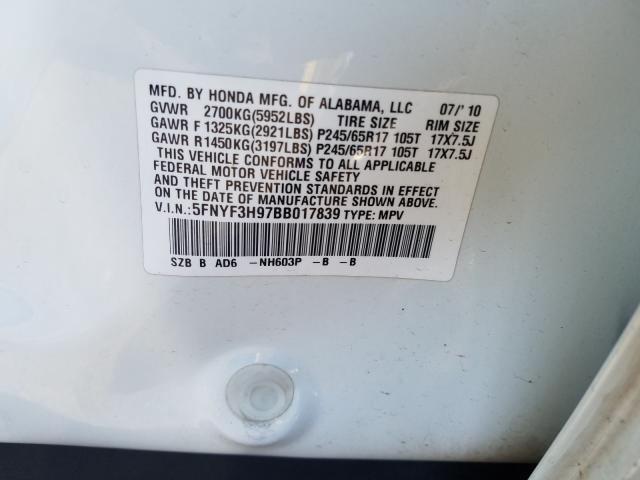 MFD. BY HONDA MFG. OF ALABAMA, LLC 07/'10
GVWR 2700KG(5952LBS) TIRE SIZE RIM SIZE
GAWR F 1325KG(2921LBS) P245/65R17 105T 17X7.5J
GAWR R1450KG(3197LBS) P245/65R17 105T 17X7.5J
THIS VEHICLE CONFORMS TO ALL APPLICABLE
FEDERAL MOTOR VEHICLE SAFETY, BUMPER,
AND THEFT PREVENTION STANDARDS IN EFFECT
ON THE DATE OF MANUFACTURE SHOWN ABOVE.
V.I.N.:5FNYF3H97BB017839 TYPE: MPV
SZB B AD6 -NH603P -B -B